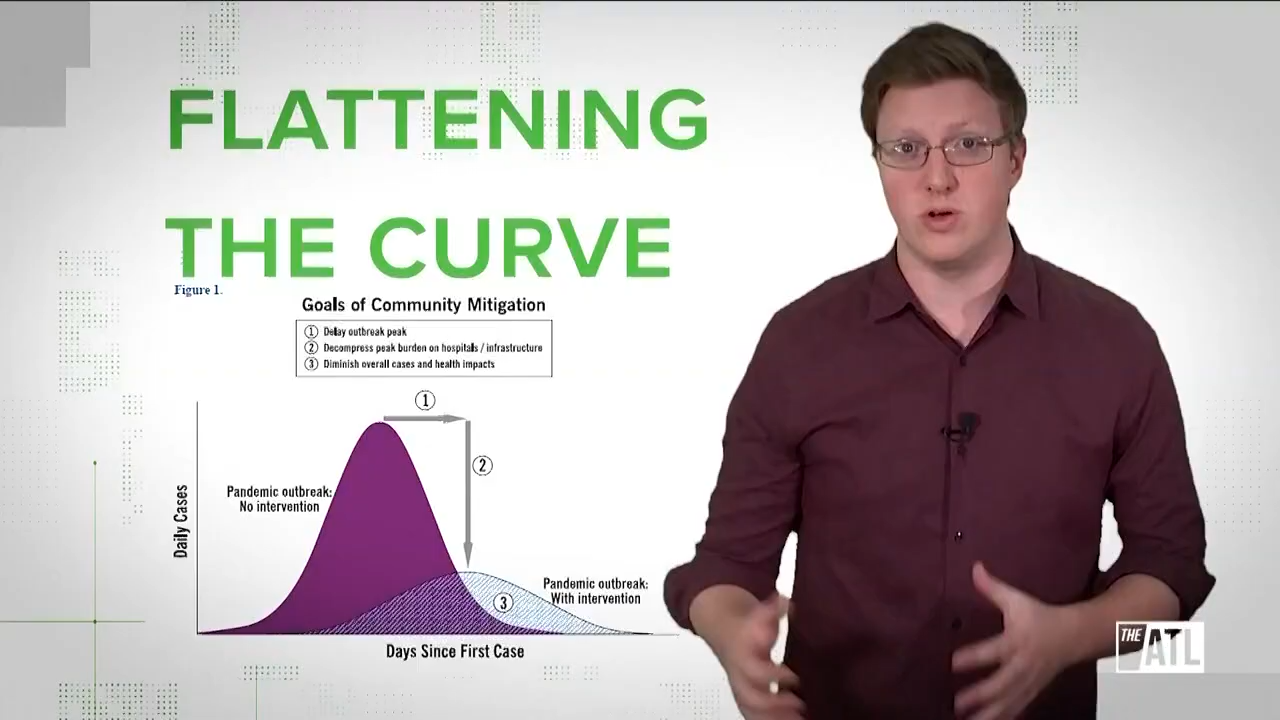 FLATTENING
THE CURVE
Figure 1.
Goals of Community Mitigation
① Delay outbreak peak
② Decompress peak burden on hospitals / infrastructure
③ Diminish overall cases and health impacts
①
②
Pandemic outbreak:
No intervention
Daily Cases
③
Pandemic outbreak:
With intervention
Days Since First Case
THE ATL